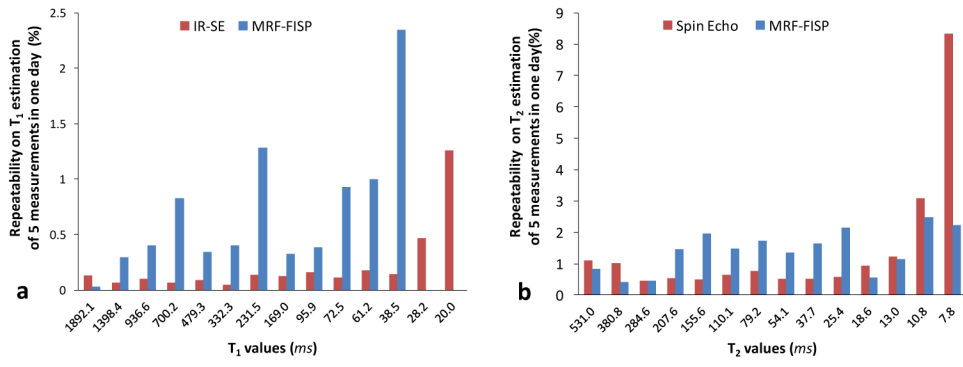 IR-SE MRF-FISP
Repeatability on T1 estimation
of 5 measurements in one day (%)
2.5
2
1.5
1
0.5
0
1892.1 1398.4 936.6 700.2 479.3 332.3 231.5 169.0 95.9 72.5 61.2 38.5 28.2 20.0
T1 values (ms)
a
Spin Echo MRF-FISP
Repeatability on T2 estimation
of 5 measurements in one day(%)
9
8
7
6
5
4
3
2
1
0
531.0 380.8 284.6 207.6 155.6 110.1 79.2 54.1 37.7 25.4 18.6 13.0 10.8 7.8
T2 values (ms)
b